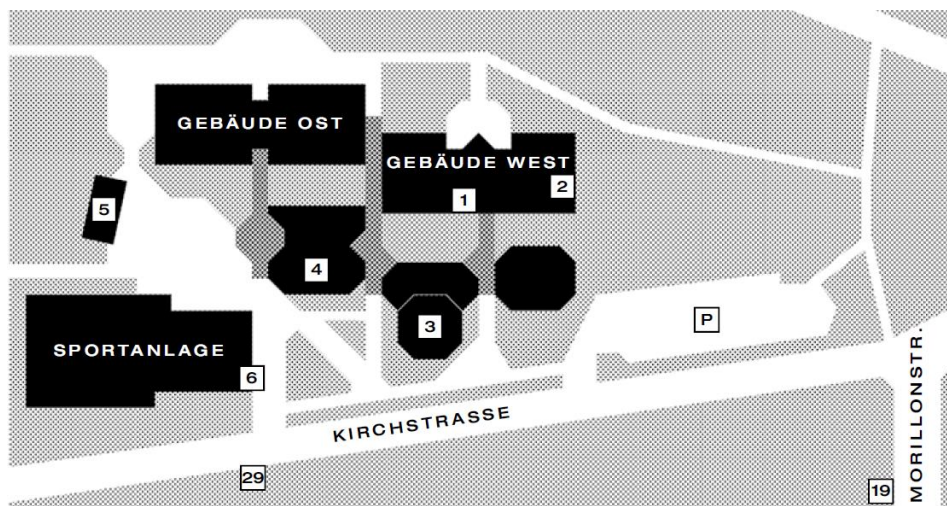 GEBÄUDE OST
GEBÄUDE WEST
2
1
5
4
3
P
SPORTANLAGE
6
KIRCHSTRASSE
MORILLONSTR.
29
19